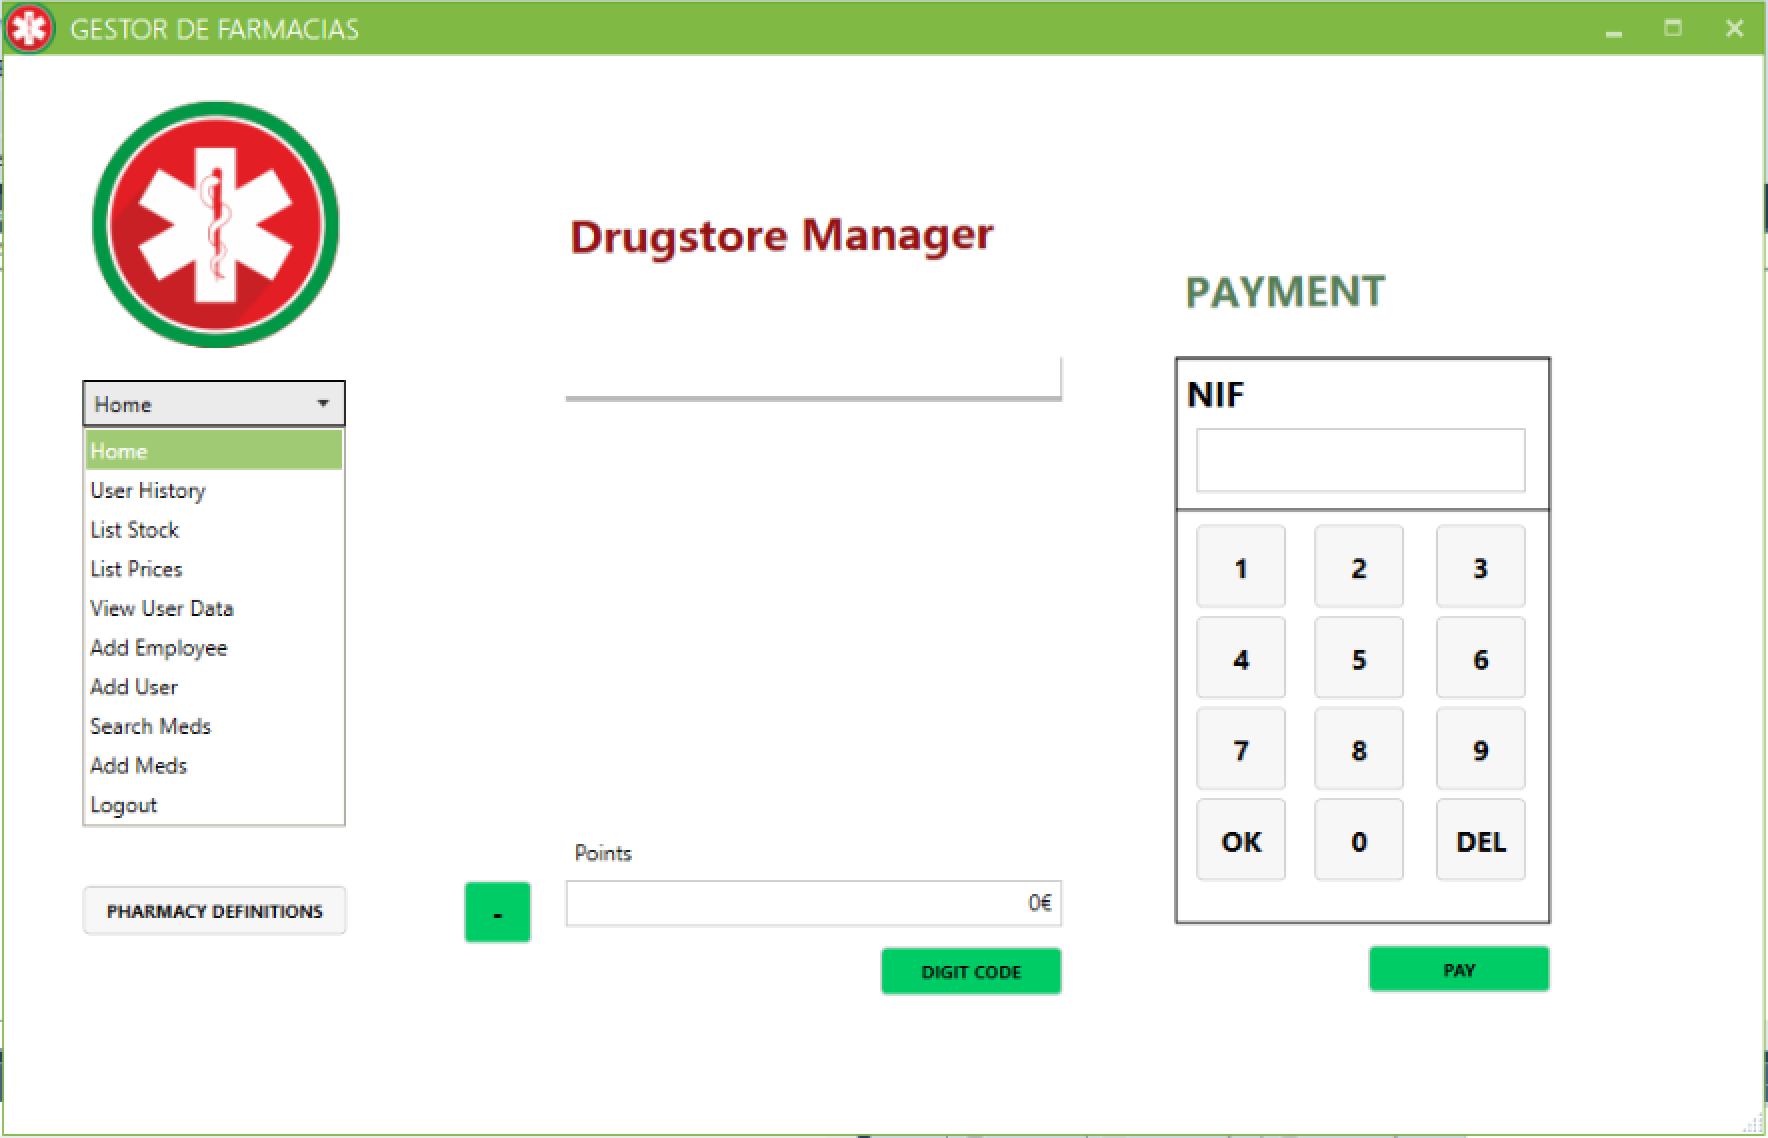 GESTOR DE FARMACIAS
Drugstore Manager
PAYMENT
Home
Home
User History
List Stock
List Prices
View User Data
Add Employee
Add User
Search Meds
Add Meds
Logout
PHARMACY DEFINITIONS
Points
-
0€
DIGIT CODE
NIF
1 2 3
4 5 6
7 8 9
OK 0 DEL
PAY